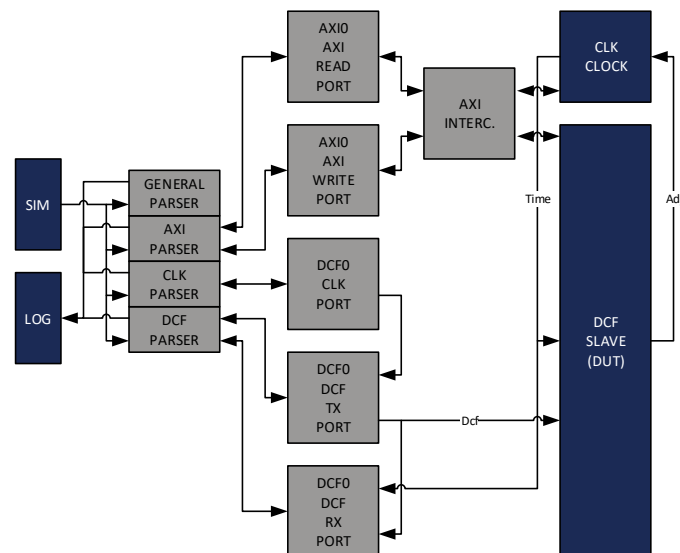 AXI0
AXI
READ
PORT
CLK
CLOCK
AXI
INTERC.
AXI0
AXI
WRITE
PORT
SIM
GENERAL
PARSER
AXI
PARSER
CLK
PARSER
DCF
PARSER
LOG
DCF0
CLK
PORT
Time
Ad
DCF
SLAVE
(DUT)
DCF0
DCF
TX
PORT
Dcf
DCF0
DCF
RX
PORT